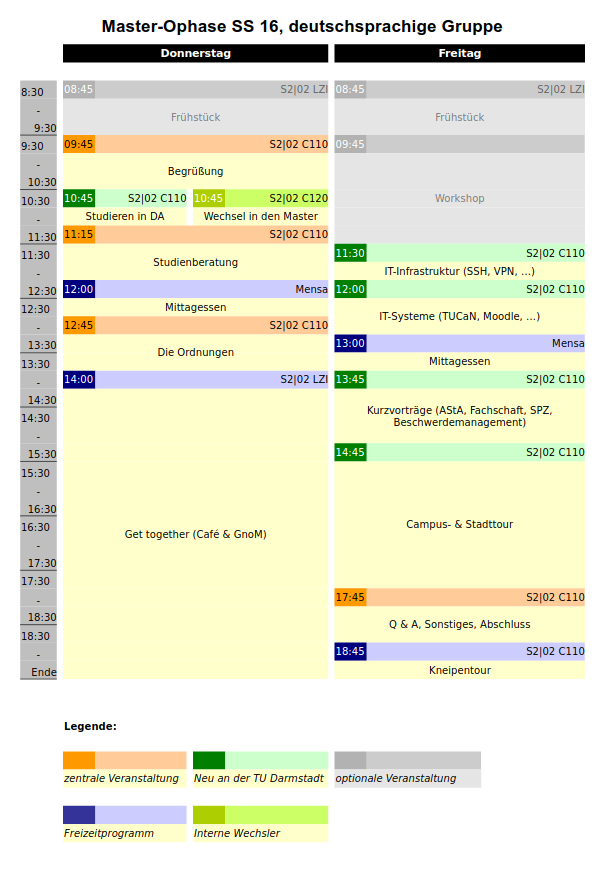 Master-Ophase SS 16, deutschsprachige Gruppe
Donnerstag
Freitag
8:30
-
9:30
9:30
-
10:30
10:30
-
11:30
11:30
-
12:30
12:30
-
13:30
13:30
-
14:30
14:30
-
15:30
15:30
-
16:30
16:30
-
17:30
17:30
-
18:30
18:30
-
Ende
08:45 S2|02 LZI
Frühstück
09:45 S2|02 C110
Begrüßung
10:45 S2|02 C110
Studieren in DA
10:45 S2|02 C120
Wechsel in den Master
11:15 S2|02 C110
Studienberatung
12:00 Mensa
Mittagessen
12:45 S2|02 C110
Die Ordnungen
14:00 S2|02 LZI
Get together (Café & GnoM)
08:45 S2|02 LZI
Frühstück
09:45
Workshop
11:30 S2|02 C110
IT-Infrastruktur (SSH, VPN, ...)
12:00 S2|02 C110
IT-Systeme (TUCaN, Moodle, ...)
13:00 Mensa
Mittagessen
13:45 S2|02 C110
Kurzvorträge (AStA, Fachschaft, SPZ,
Beschwerdemanagement)
14:45 S2|02 C110
Campus- & Stadttour
17:45 S2|02 C110
Q & A, Sonstiges, Abschluss
18:45 S2|02 C110
Kneipentour
Legende:
zentrale Veranstaltung
Neu an der TU Darmstadt
optionale Veranstaltung
Freizeitprogramm
Interne Wechsler